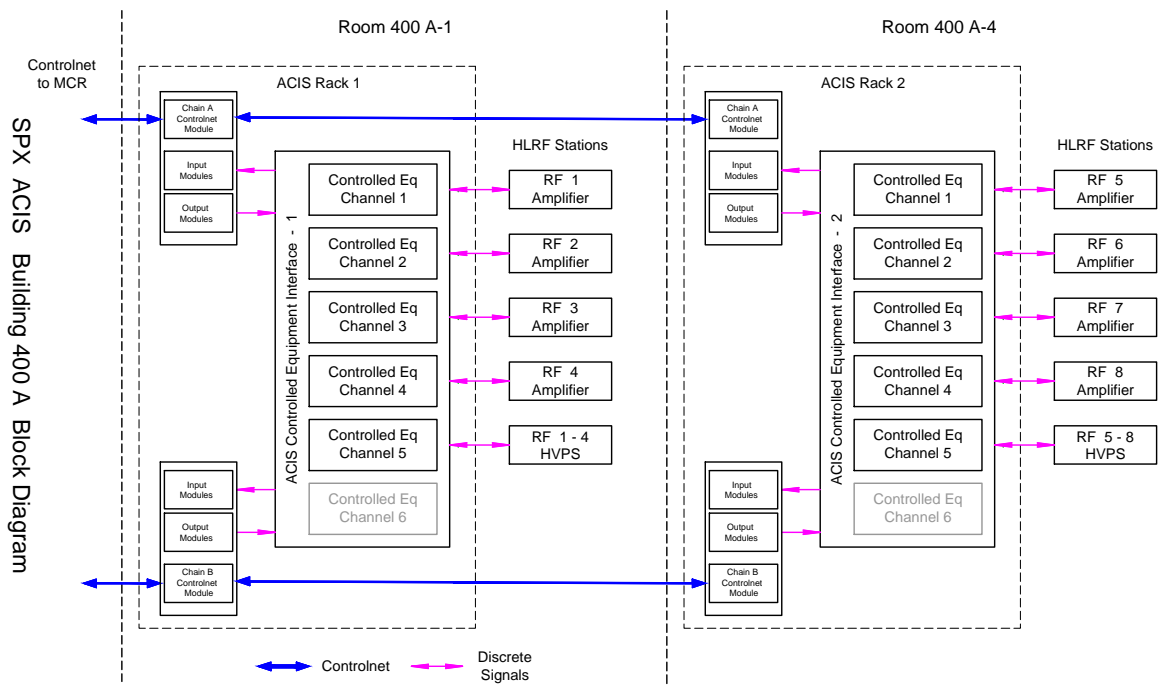 SPX ACIS Building 400 A Block Diagram
Controlnet
to MCR
Room 400 A-1
ACIS Rack 1
Chain A
Controlnet
Module
Input
Modules
Output
Modules
ACIS Controlled Equipment Interface - 1
Controlled Eq
Channel 1
Controlled Eq
Channel 2
Controlled Eq
Channel 3
Controlled Eq
Channel 4
Controlled Eq
Channel 5
Controlled Eq
Channel 6
Input
Modules
Output
Modules
Chain B
Controlnet
Module
HLRF Stations
RF 1
Amplifier
RF 2
Amplifier
RF 3
Amplifier
RF 4
Amplifier
RF 1 - 4
HVPS
Room 400 A-4
ACIS Rack 2
Chain A
Controlnet
Module
Input
Modules
Output
Modules
ACIS Controlled Equipment Interface - 2
Controlled Eq
Channel 1
Controlled Eq
Channel 2
Controlled Eq
Channel 3
Controlled Eq
Channel 4
Controlled Eq
Channel 5
Controlled Eq
Channel 6
Input
Modules
Output
Modules
Chain B
Controlnet
Module
HLRF Stations
RF 5
Amplifier
RF 6
Amplifier
RF 7
Amplifier
RF 8
Amplifier
RF 5 - 8
HVPS
Controlnet
Discrete
Signals